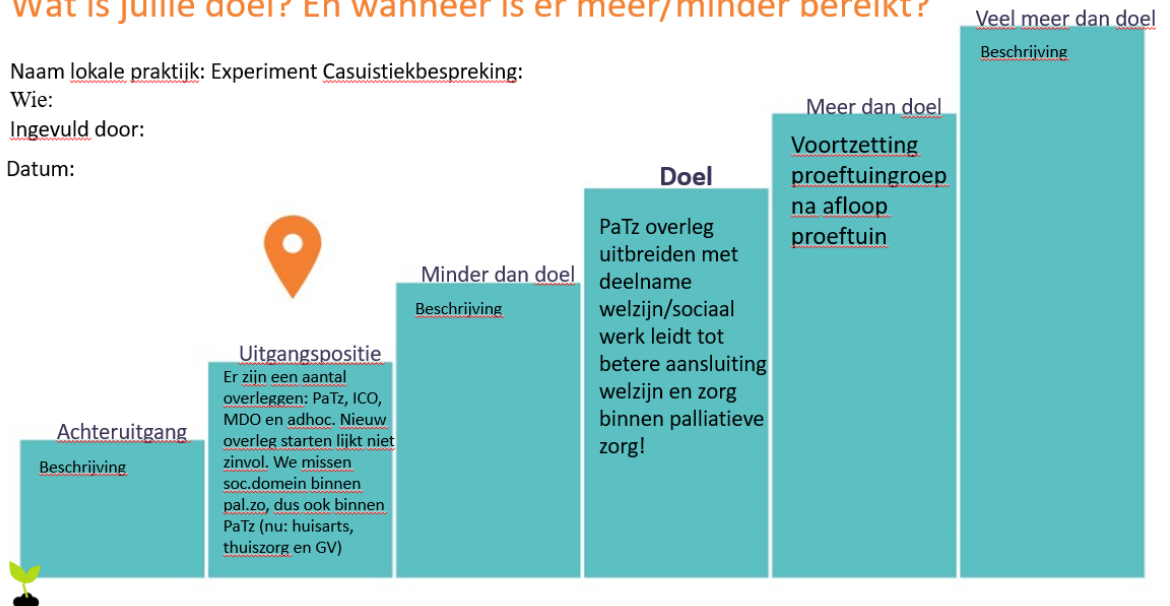 Wat is jullie doel? En wanneer is er meer/minder bereikt?
Naam lokale praktijk: Experiment Casuistiekbespreking:
Wie:
Ingevuld door:
Datum:
Achteruitgang
Beschrijving
Uitgangspositie
Er zijn een aantal
overleggen: PaTz, ICO,
MDO en adhoc. Nieuw
overleg starten lijkt niet
zinvol. We missen
soc.domein binnen
pal.zo, dus ook binnen
PaTz (nu: huisarts,
thuiszorg en GV)
Minder dan doel
Beschrijving
Doel
PaTz overleg
uitbreiden met
deelname
welzijn/sociaal
werk leidt tot
betere aansluiting
welzijn en zorg
binnen palliatieve
zorg!
Meer dan doel
Voortzetting
proeftuingroep
na afloop
proeftuin
Veel meer dan doel
Beschrijving